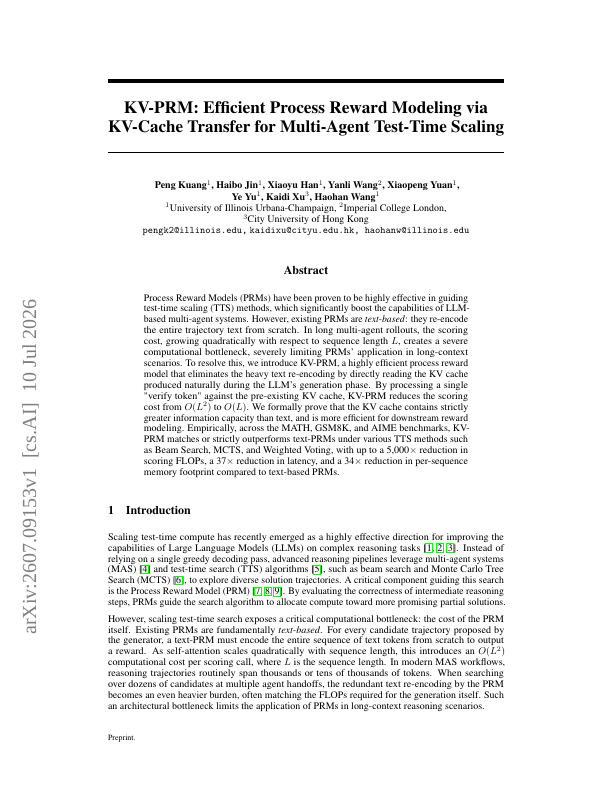 KV-PRM: Efficient Process Reward Modeling via
KV-Cache Transfer for Multi-Agent Test-Time Scaling
Peng Kuang1, Haibo Jin1, Xiaoyu Han1, Yanli Wang2, Xiaopeng Yuan1,
Ye Yu1, Kaidi Xu3, Haohan Wang1
1University of Illinois Urbana-Champaign, 2Imperial College London,
3City University of Hong Kong
pengk2@illinois.edu, kaidixu@cityu.edu.hk, haohanw@illinois.edu
Abstract
Process Reward Models (PRMs) have been proven to be highly effective in guiding
test-time scaling (TTS) methods, which significantly boost the capabilities of LLM-
based multi-agent systems. However, existing PRMs are text-based: they re-encode
the entire trajectory text from scratch. In long multi-agent rollouts, the scoring
cost, growing quadratically with respect to sequence length L, creates a severe
computational bottleneck, severely limiting PRMs' application in long-context
scenarios. To resolve this, we introduce KV-PRM, a highly efficient process reward
model that eliminates the heavy text re-encoding by directly reading the KV cache
produced naturally during the LLM's generation phase. By processing a single
"verify token" against the pre-existing KV cache, KV-PRM reduces the scoring
cost from O(L2) to O(L). We formally prove that the KV cache contains strictly
greater information capacity than text, and is more efficient for downstream reward
modeling. Empirically, across the MATH, GSM8K, and AIME benchmarks, KV-
PRM matches or strictly outperforms text-PRMs under various TTS methods such
as Beam Search, MCTS, and Weighted Voting, with up to a 5,000× reduction in
scoring FLOPs, a 37× reduction in latency, and a 34× reduction in per-sequence
memory footprint compared to text-based PRMs.
1 Introduction
Scaling test-time compute has recently emerged as a highly effective direction for improving the
capabilities of Large Language Models (LLMs) on complex reasoning tasks [1, 2, 3]. Instead of
relying on a single greedy decoding pass, advanced reasoning pipelines leverage multi-agent systems
(MAS) [4] and test-time search (TTS) algorithms [5], such as beam search and Monte Carlo Tree
Search (MCTS) [6], to explore diverse solution trajectories. A critical component guiding this search
is the Process Reward Model (PRM) [7, 8, 9]. By evaluating the correctness of intermediate reasoning
steps, PRMs guide the search algorithm to allocate compute toward more promising partial solutions.
However, scaling test-time search exposes a critical computational bottleneck: the cost of the PRM
itself. Existing PRMs are fundamentally text-based. For every candidate trajectory proposed by
the generator, a text-PRM must encode the entire sequence of text tokens from scratch to output
a reward. As self-attention scales quadratically with sequence length, this introduces an O(L2)
computational cost per scoring call, where L is the sequence length. In modern MAS workflows,
reasoning trajectories routinely span thousands or tens of thousands of tokens. When searching
over dozens of candidates at multiple agent handoffs, the redundant text re-encoding by the PRM
becomes an even heavier burden, often matching the FLOPs required for the generation itself. Such
an architectural bottleneck limits the application of PRMs in long-context reasoning scenarios.
Preprint.
arXiv:2607.09153v1 [cs.AI] 10 Jul 2026